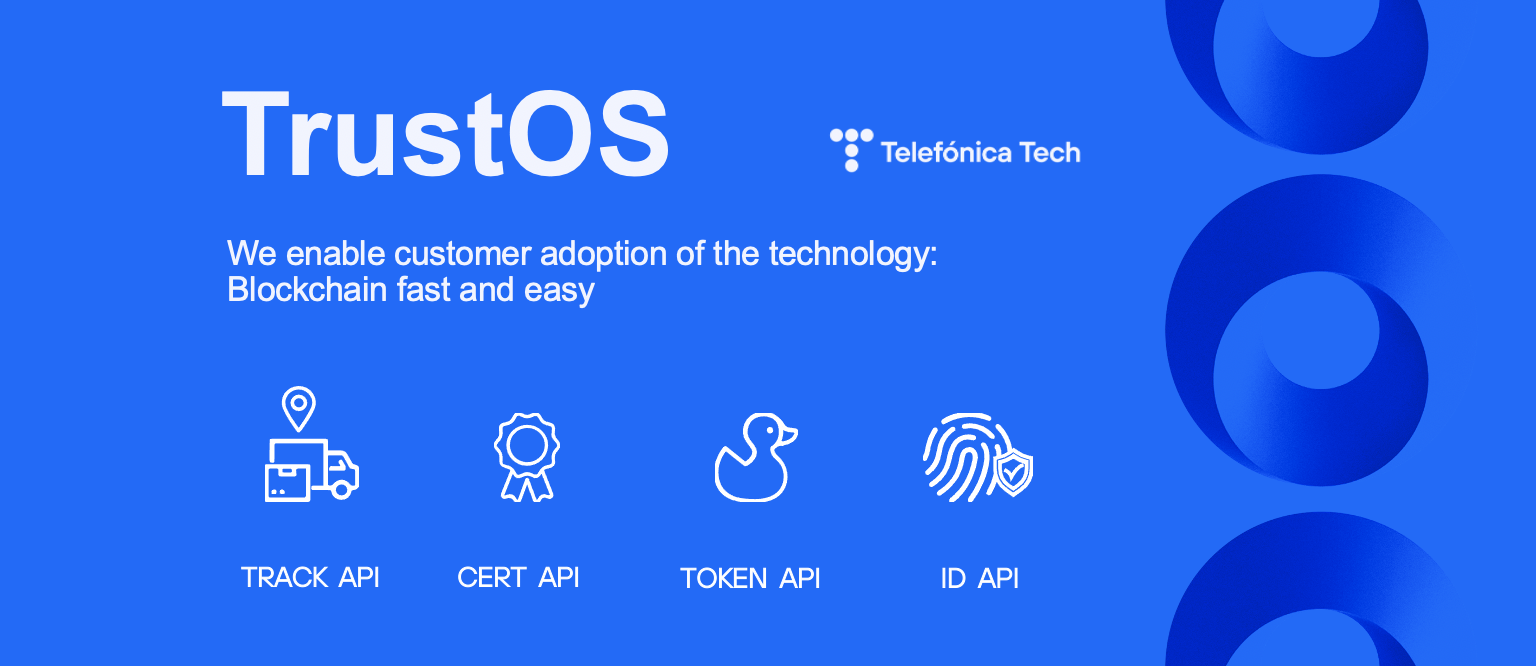 TrustOS
Telefónica Tech
We enable customer adoption of the technology:
Blockchain fast and easy
TRACK API
CERT API
TOKEN API
ID API